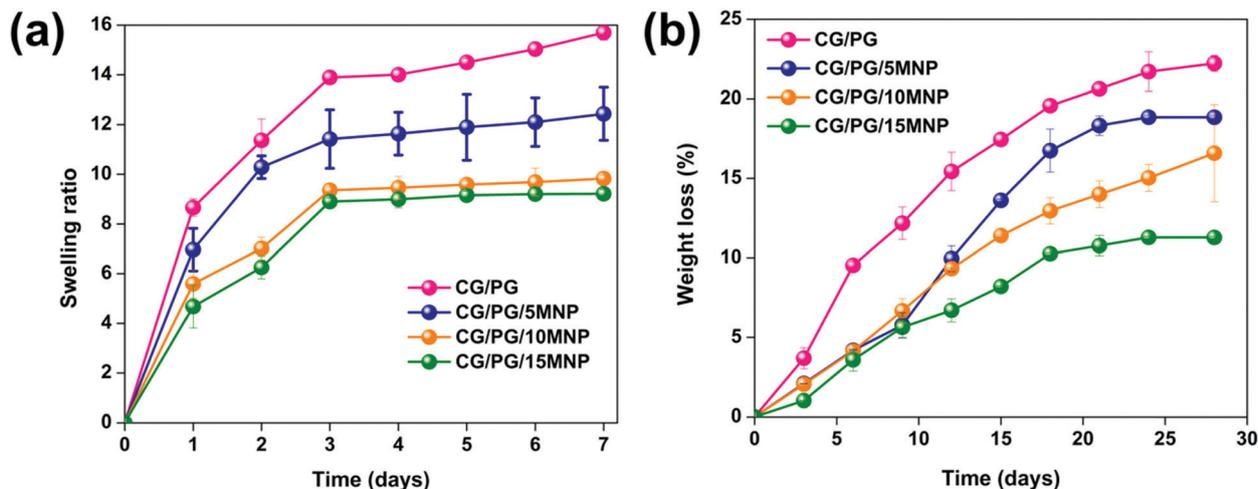 (a)
Swelling ratio
16
14
12
10
8
6
4
2
0
CG/PG
CG/PG/5MNP
CG/PG/10MNP
CG/PG/15MNP
0 1 2 3 4 5 6 7
Time (days)
(b)
Weight loss (%)
25
20
15
10
5
0
CG/PG
CG/PG/5MNP
CG/PG/10MNP
CG/PG/15MNP
0 5 10 15 20 25 30
Time (days)